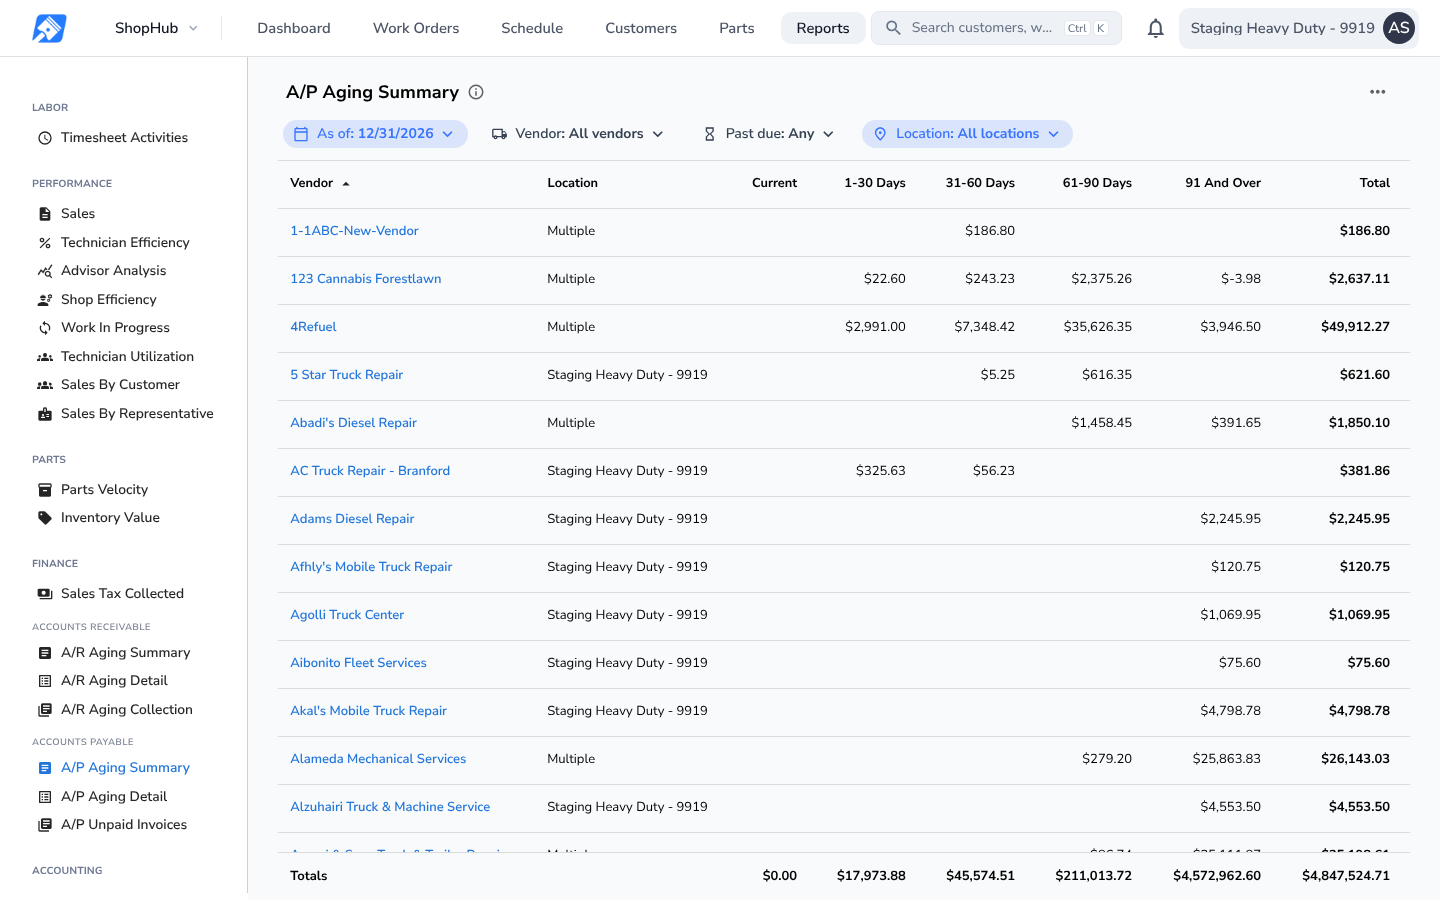 ShopHub
Dashboard
Work Orders
Schedule
Customers
Parts
Reports
Search customers, w...
Ctrl
K
Staging Heavy Duty - 9919
AS
LABOR
Timesheet Activities
PERFORMANCE
Sales
Technician Efficiency
Advisor Analysis
Shop Efficiency
Work In Progress
Technician Utilization
Sales By Customer
Sales By Representative
PARTS
Parts Velocity
Inventory Value
FINANCE
Sales Tax Collected
ACCOUNTS RECEIVABLE
A/R Aging Summary
A/R Aging Detail
A/R Aging Collection
ACCOUNTS PAYABLE
A/P Aging Summary
A/P Aging Detail
A/P Unpaid Invoices
ACCOUNTING
A/P Aging Summary
As of: 12/31/2026
Vendor: All vendors
Past due: Any
Location: All locations
Vendor Location Current 1-30 Days 31-60 Days 61-90 Days 91 And Over Total
1-1ABC-New-Vendor Multiple $186.80 $186.80
123 Cannabis Forestlawn Multiple $22.60 $243.23 $2,375.26 $-3.98 $2,637.11
4Refuel Multiple $2,991.00 $7,348.42 $35,626.35 $3,946.50 $49,912.27
5 Star Truck Repair Staging Heavy Duty - 9919 $5.25 $616.35 $621.60
Abadi's Diesel Repair Multiple $1,458.45 $391.65 $1,850.10
AC Truck Repair - Branford Staging Heavy Duty - 9919 $325.63 $56.23 $381.86
Adams Diesel Repair Staging Heavy Duty - 9919 $2,245.95 $2,245.95
Afhly's Mobile Truck Repair Staging Heavy Duty - 9919 $120.75 $120.75
Agolli Truck Center Staging Heavy Duty - 9919 $1,069.95 $1,069.95
Aibonito Fleet Services Staging Heavy Duty - 9919 $75.60 $75.60
Akal's Mobile Truck Repair Staging Heavy Duty - 9919 $4,798.78 $4,798.78
Alameda Mechanical Services Multiple $279.20 $25,863.83 $26,143.03
Alzuhairi Truck & Machine Service Staging Heavy Duty - 9919 $4,553.50 $4,553.50
Totals $0.00 $17,973.88 $45,574.51 $211,013.72 $4,572,962.60 $4,847,524.71